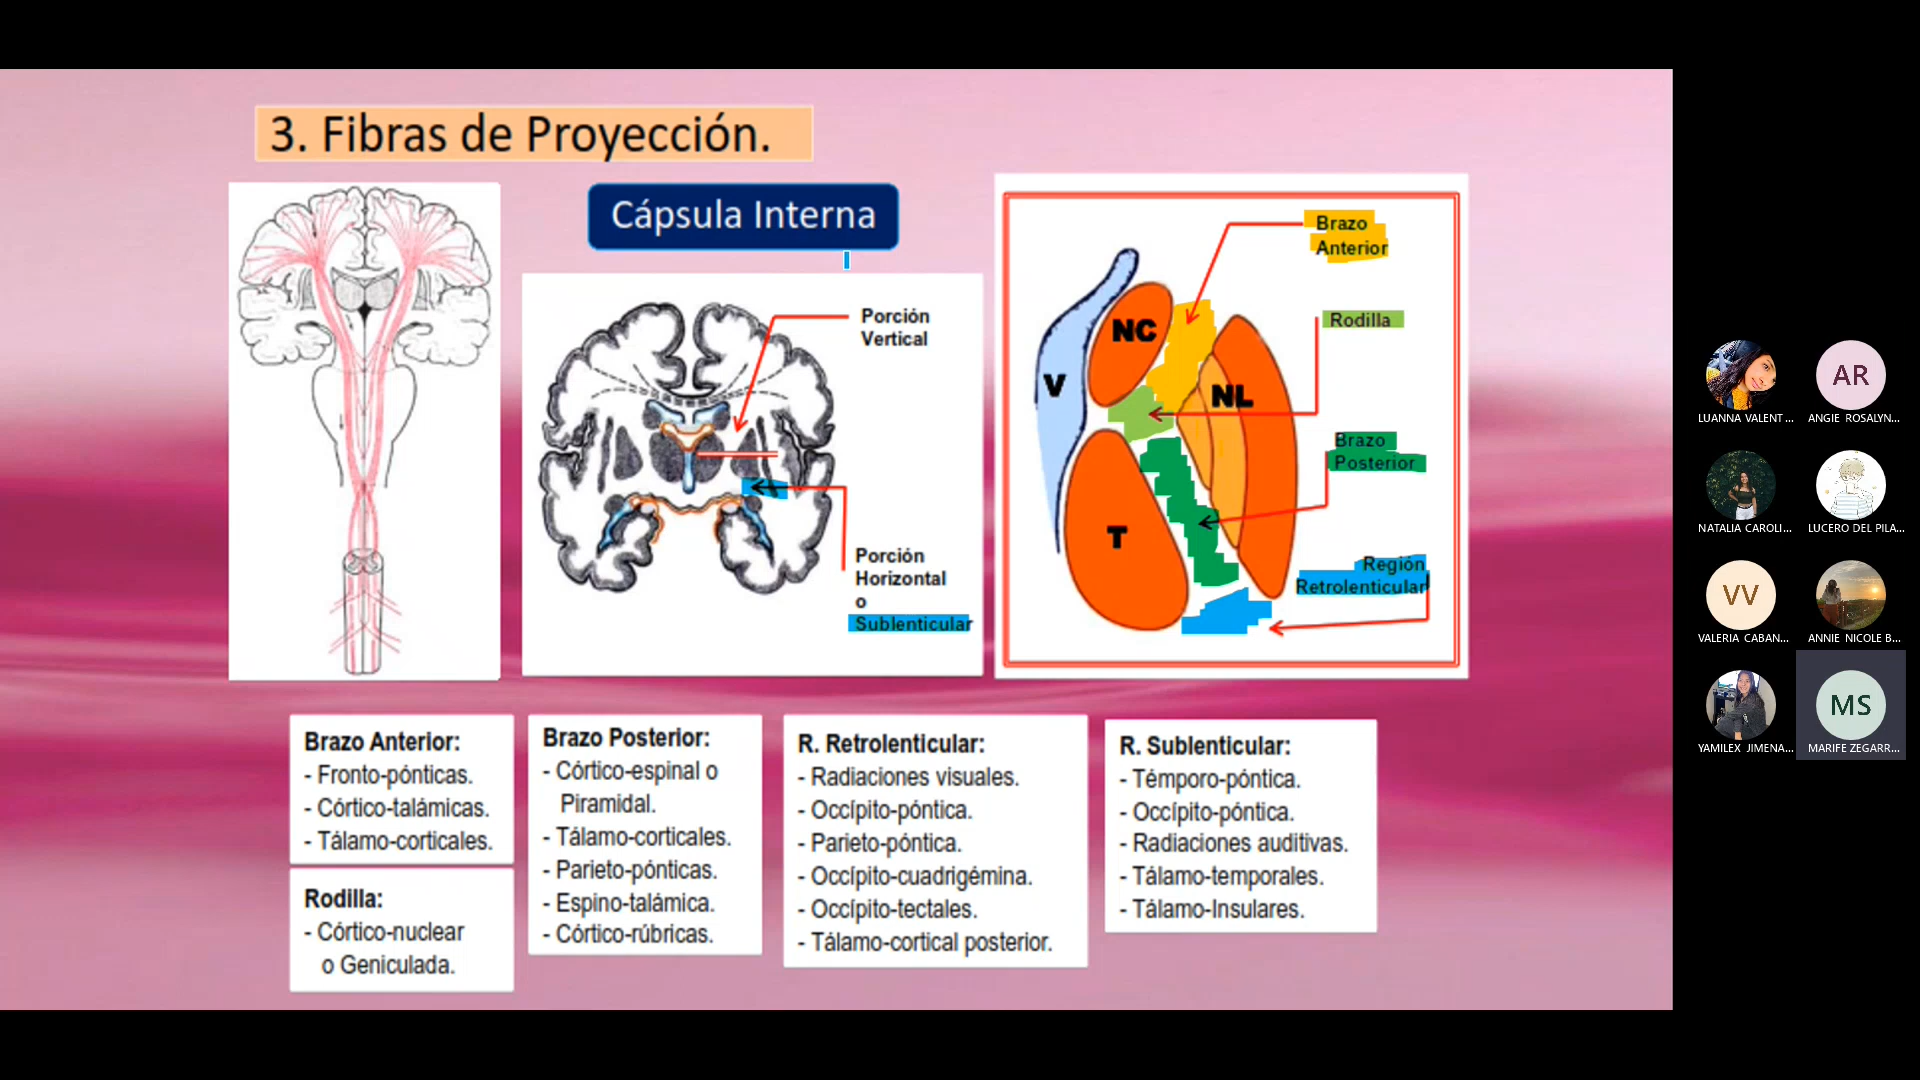 3. Fibras de Proyección.
Cápsula Interna
Porción
Vertical
Porción
Horizontal
o
Sublenticular
Brazo
Anterior
Rodilla
Brazo
Posterior
Región
Retrolenticular
NC
V
NL
T
Brazo Anterior:
- Fronto-pónticas.
- Córtico-talámicas.
- Tálamo-corticales.
Rodilla:
- Córtico-nuclear
o Geniculada.
Brazo Posterior:
- Córtico-espinal o
Piramidal.
- Tálamo-corticales.
- Parieto-pónticas.
- Espino-talámica.
- Córtico-rúbricas.
R. Retrolenticular:
- Radiaciones visuales.
- Occípito-póntica.
- Parieto-póntica.
- Occípito-cuadrigémina.
- Occípito-tectales.
- Tálamo-cortical posterior.
R. Sublenticular:
- Témporo-póntica.
- Occípito-póntica.
- Radiaciones auditivas.
- Tálamo-temporales.
- Tálamo-Insulares.
LUANNA VALENT...
AR
ANGIE ROSALYN...
NATALIA CAROLI...
LUCERO DEL PILA...
VV
VALERIA CABAN...
ANNIE NICOLE B...
YAMILEX JIMENA...
MS
MARIFE ZEGARR...